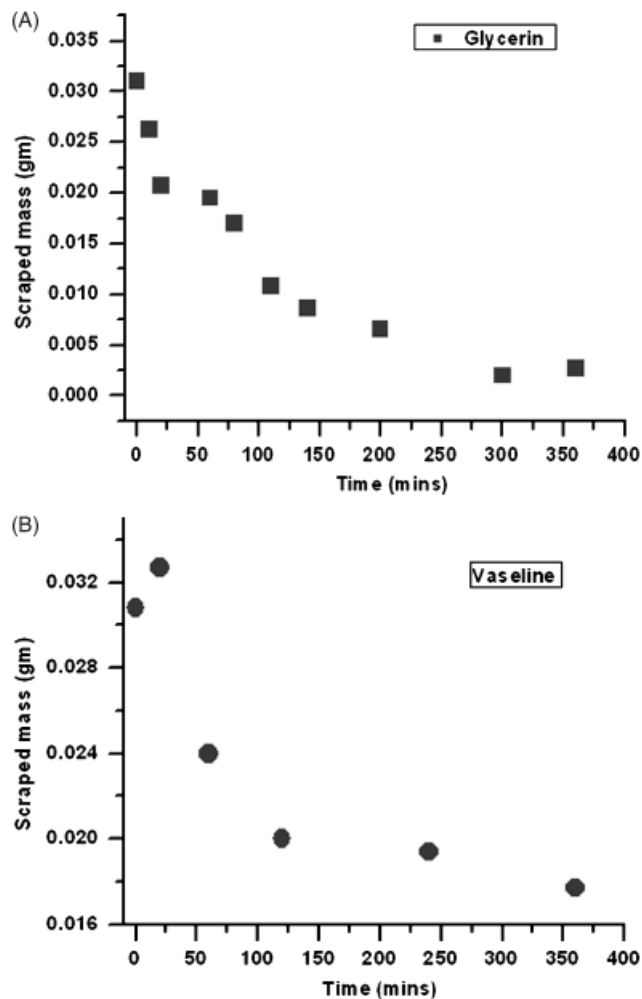 (A)
Glycerin
0.035
0.030
0.025
0.020
0.015
0.010
0.005
0.000
Scraped mass (gm)
0 50 100 150 200 250 300 350 400
Time (mins)
(B)
Vaseline
0.032
0.028
0.024
0.020
0.016
Scraped mass (gm)
0 50 100 150 200 250 300 350 400
Time (mins)